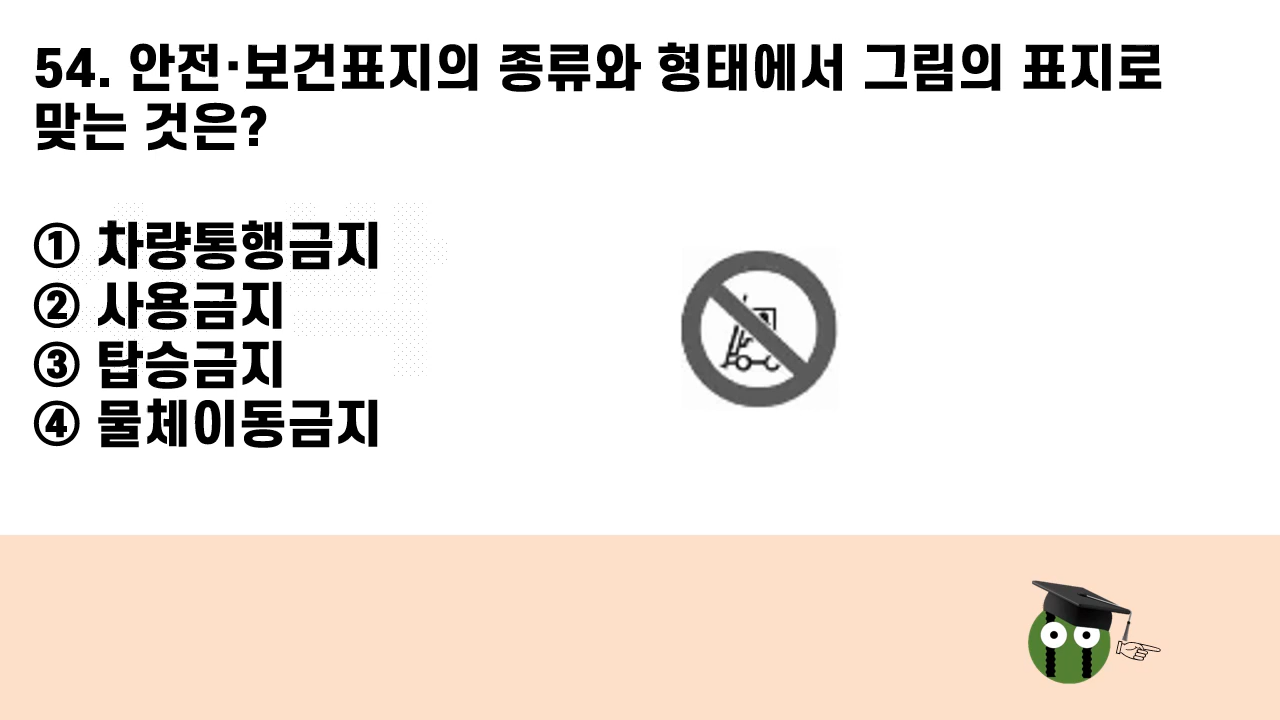 54. 안전·보건표지의 종류와 형태에서 그림의 표지로
맞는 것은?
① 차량통행금지
② 사용금지
③ 탑승금지
④ 물체이동금지